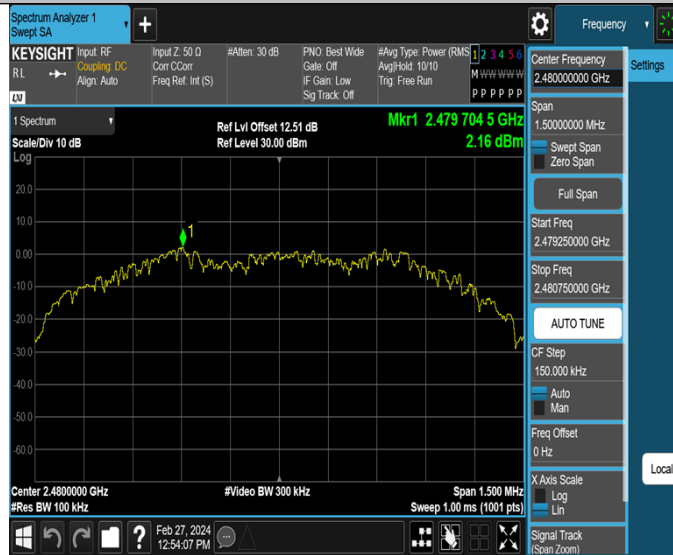 Spectrum Analyzer 1
Swept SA
Frequency
KEYSIGHT
RL
LXI
Input: RF
Coupling: DC
Align: Auto
Input Z: 50 Ω
Corr CCorr
Freq Ref: Int (S)
#Atten: 30 dB
PNO: Best Wide
Gate: Off
IF Gain: Low
Sig Track: Off
#Avg Type: Power (RMS
Avg|Hold: 10/10
Trig: Free Run
1 2 3 4 5 6
M W W W W W
P P P P P P
1 Spectrum
Scale/Div 10 dB
Ref Lvl Offset 12.51 dB
Ref Level 30.00 dBm
Mkr1 2.479 704 5 GHz
2.16 dBm
Log
20.0
10.0
0.00
-10.0
-20.0
-30.0
-40.0
-50.0
-60.0
1
Center 2.4800000 GHz
#Res BW 100 kHz
#Video BW 300 kHz
Span 1.500 MHz
Sweep 1.00 ms (1001 pts)
Feb 27, 2024
12:54:07 PM
Center Frequency
2.480000000 GHz
Span
1.50000000 MHz
Swept Span
Zero Span
Full Span
Start Freq
2.479250000 GHz
Stop Freq
2.480750000 GHz
AUTO TUNE
CF Step
150.000 kHz
Auto
Man
Freq Offset
0 Hz
X Axis Scale
Log
Lin
Signal Track
(Span Zoom)
Settings
Local